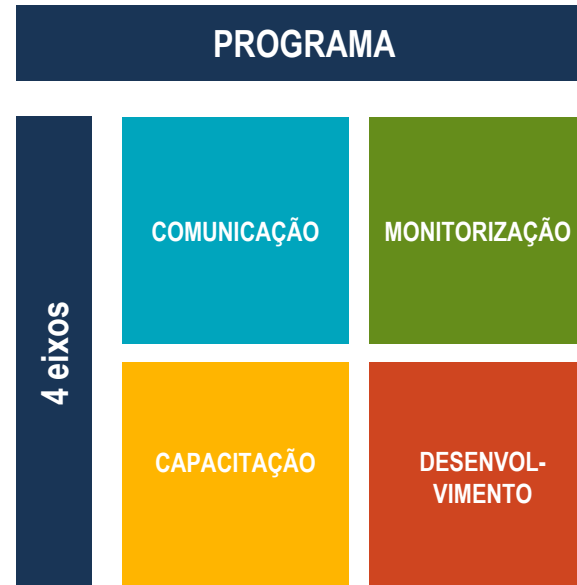 PROGRAMA
4 eixos
COMUNICAÇÃO
MONITORIZAÇÃO
CAPACITAÇÃO
DESENVOL-
VIMENTO